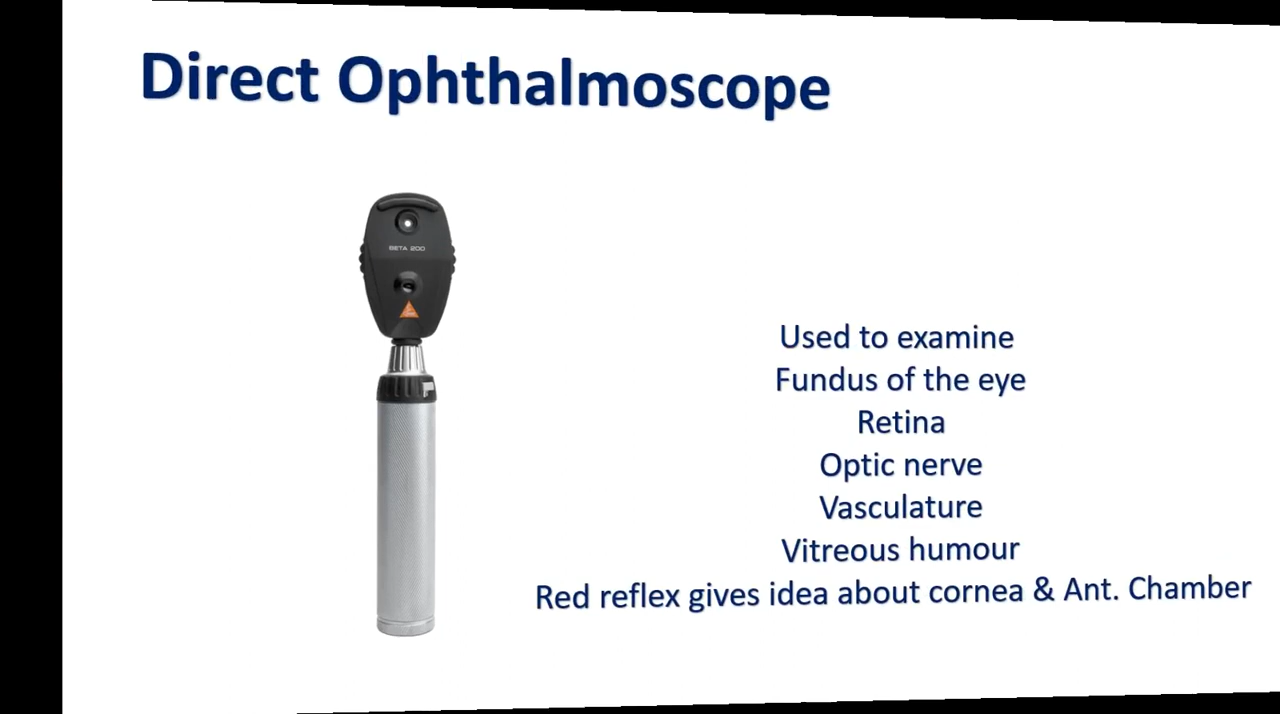 Direct Ophthalmoscope
BETA 200
Used to examine
Fundus of the eye
Retina
Optic nerve
Vasculature
Vitreous humour
Red reflex gives idea about cornea & Ant. Chamber